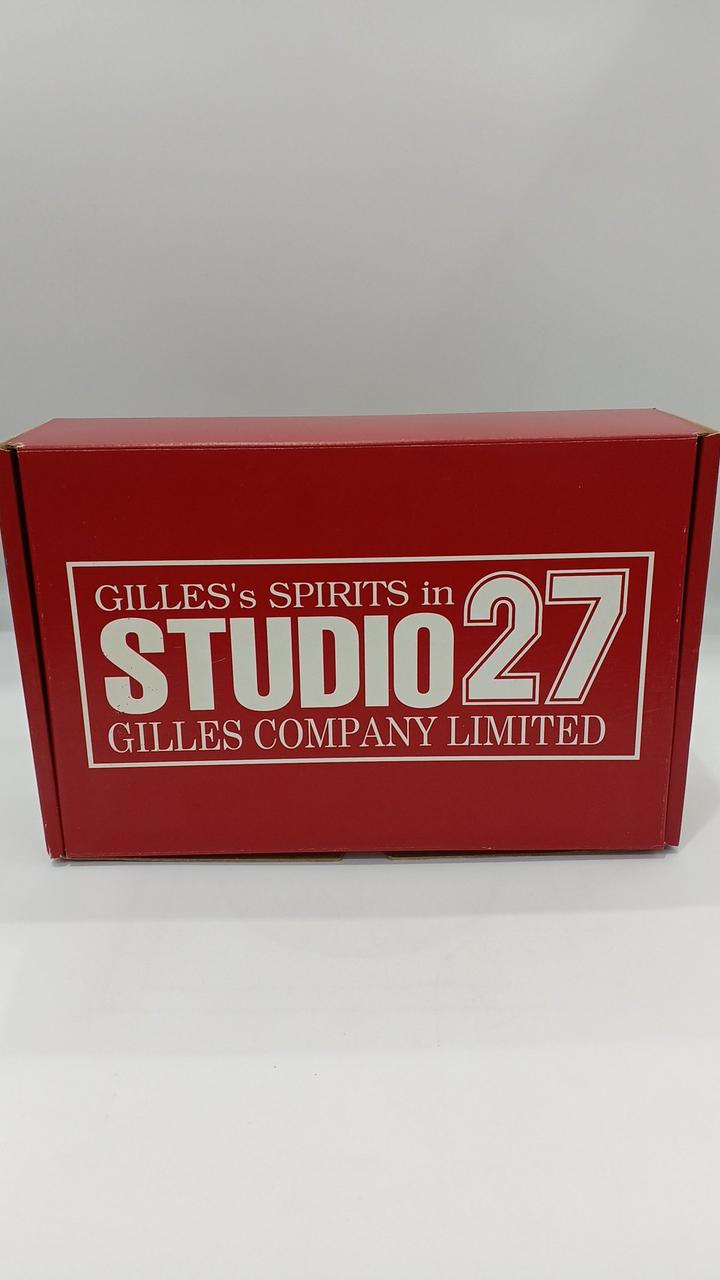 GILLES's SPIRITS in
STUDIO27
GILLES COMPANY LIMITED